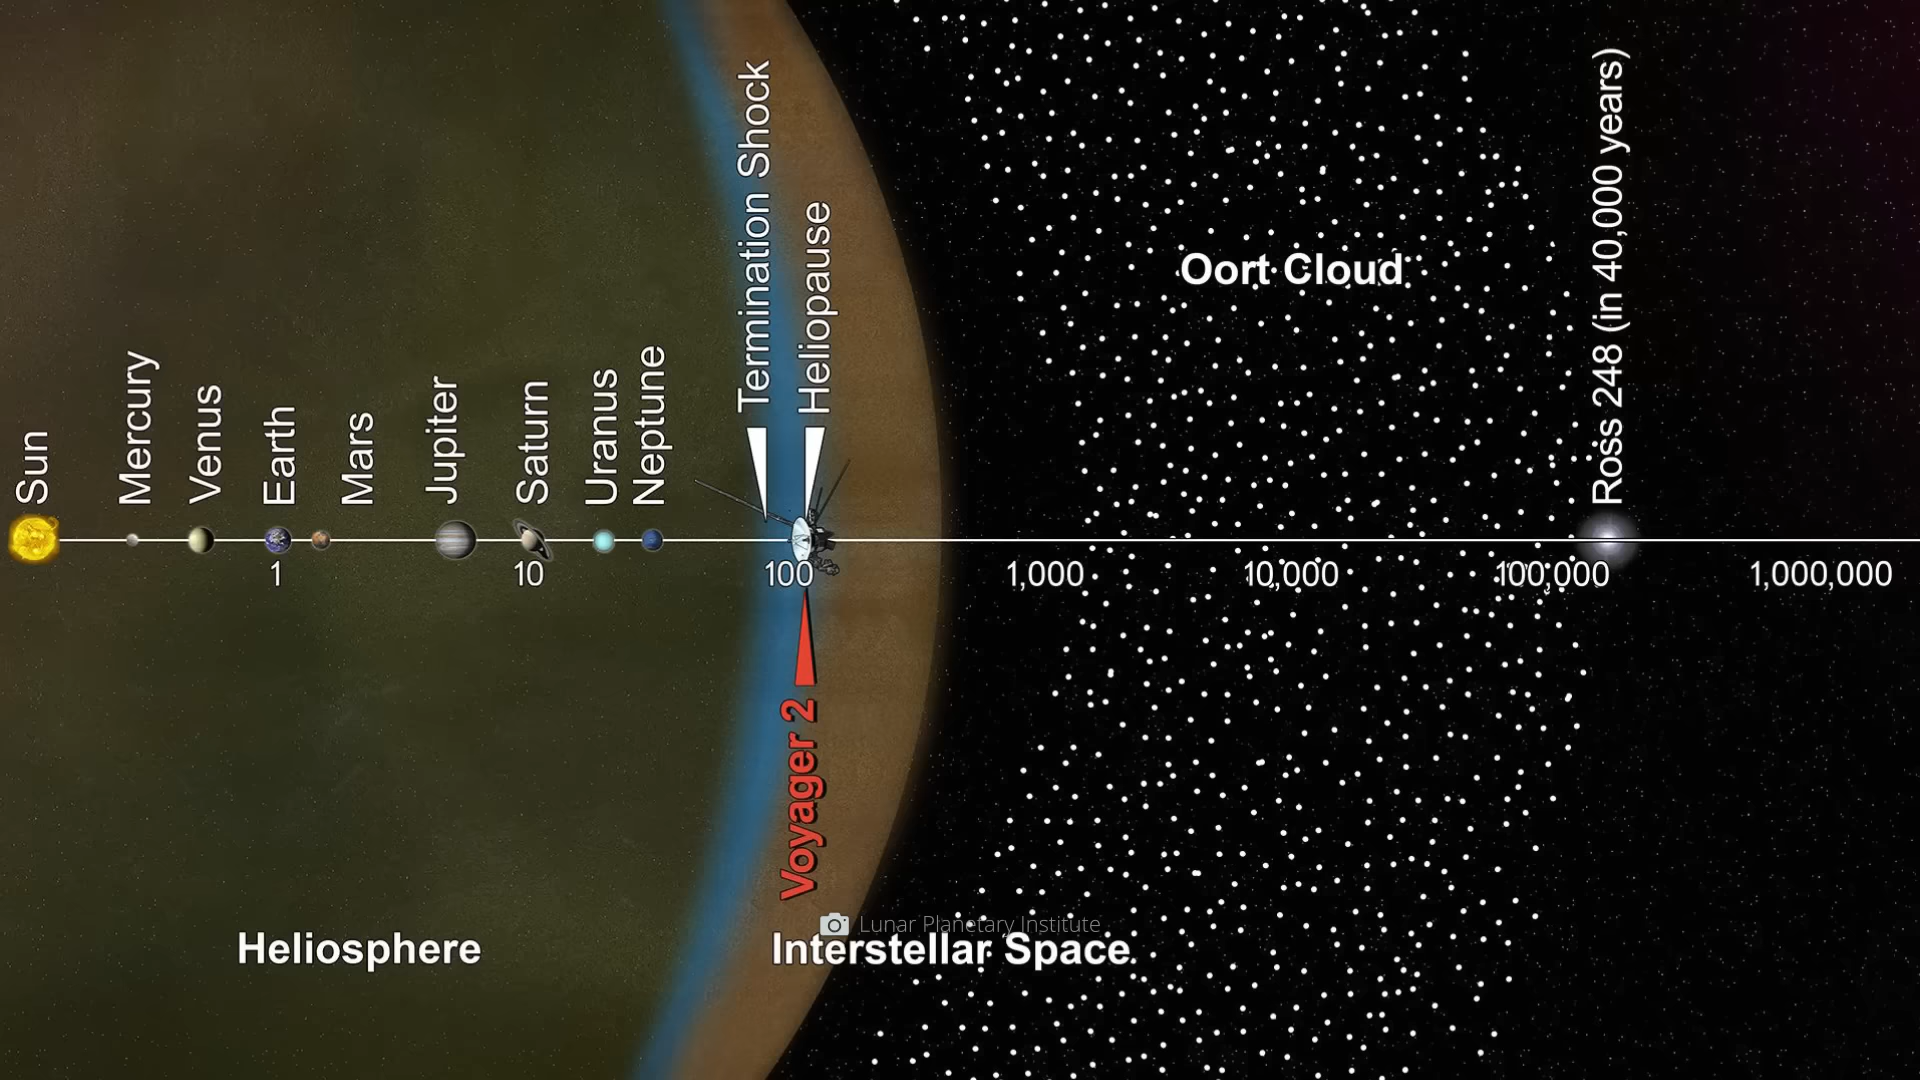 Sun
Mercury
Venus
Earth
Mars
Jupiter
Saturn
Uranus
Neptune
Termination Shock
Heliopause
Oort Cloud
Ross 248 (in 40,000 years)
1
10
100
1,000
10,000
100,000
1,000,000
Voyager 2
Lunar Planetary Institute
Heliosphere
Interstellar Space